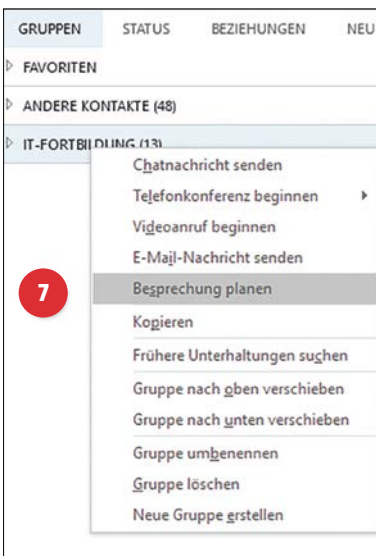 GRUPPEN STATUS BEZIEHUNGEN NEU
FAVORITEN
ANDERE KONTAKTE (48)
IT-FORTBILDUNG (13)
Chatnachricht senden
Telefonkonferenz beginnen
Videoanruf beginnen
E-Mail-Nachricht senden
7 Besprechung planen
Kopieren
Frühere Unterhaltungen suchen
Gruppe nach oben verschieben
Gruppe nach unten verschieben
Gruppe umbenennen
Gruppe löschen
Neue Gruppe erstellen